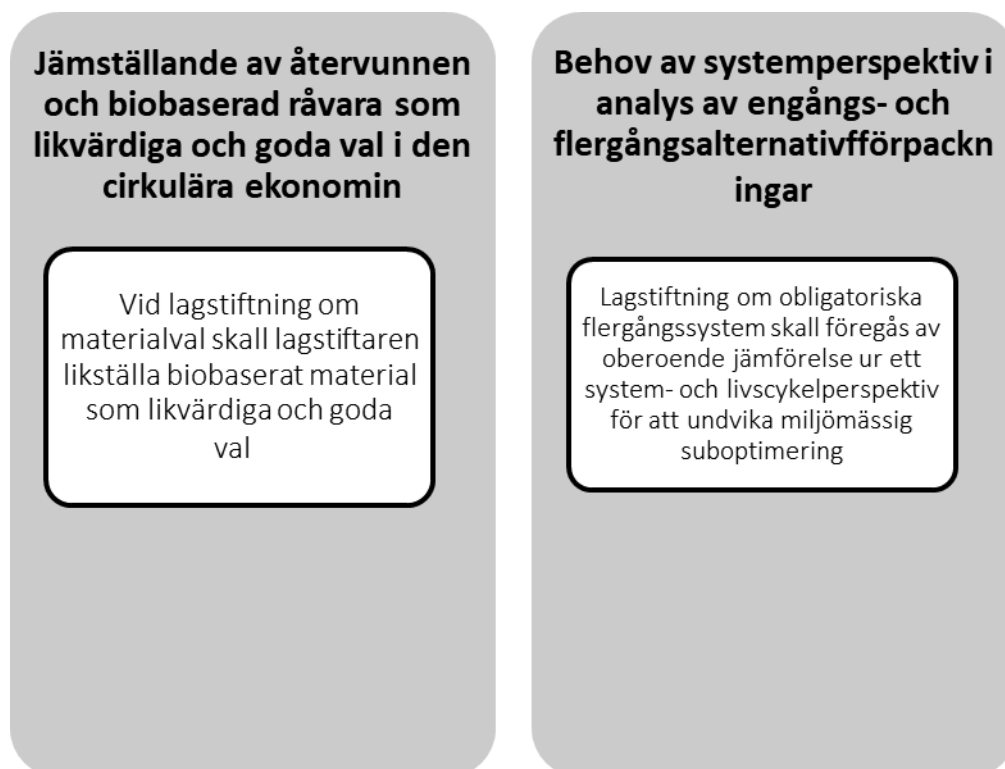 Jämställande av återvunnen
och biobaserad råvara som
likvärdiga och goda val i den
cirkulära ekonomin
Vid lagstiftning om
materialval skall lagstiftaren
likställa biobaserat material
som likvärdiga och goda
val
Behov av systemperspektiv i
analys av engångs- och
flergångsalternativfförpackn
ingar
Lagstiftning om obligatoriska
flergångssystem skall föregås av
oberoende jämförelse ur ett
system- och livscykelperspektiv
för att undvika miljömässig
suboptimering